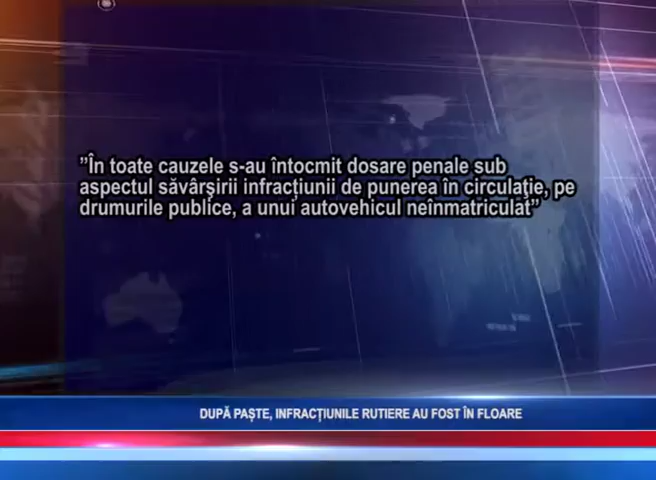 ”În toate cauzele s-au întocmit dosare penale sub
aspectul săvârşirii infracţiunii de punerea în circulaţie, pe
drumurile publice, a unui autovehicul neînmatriculat”
DUPĂ PAŞTE, INFRACŢIUNILE RUTIERE AU FOST ÎN FLOARE